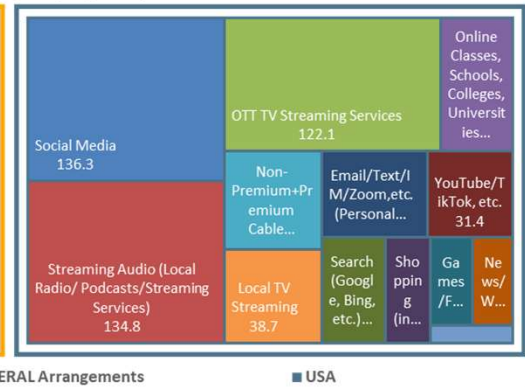 Social Media
136.3
Streaming Audio (Local
Radio/ Podcasts/Streaming
Services)
134.8
OTT TV Streaming Services
122.1
Online
Classes,
Schools,
Colleges,
Universit
ies...
Non-
Premium+Pr
emium
Cable...
Local TV
Streaming
38.7
Email/Text/I
M/Zoom,etc.
(Personal...
YouTube/T
ikTok, etc.
31.4
Search
(Googl
e, Bing,
etc.)...
Sho
ppin
g
(in...
Ga
mes
/F...
Ne
ws/
W...
ERAL Arrangements
USA